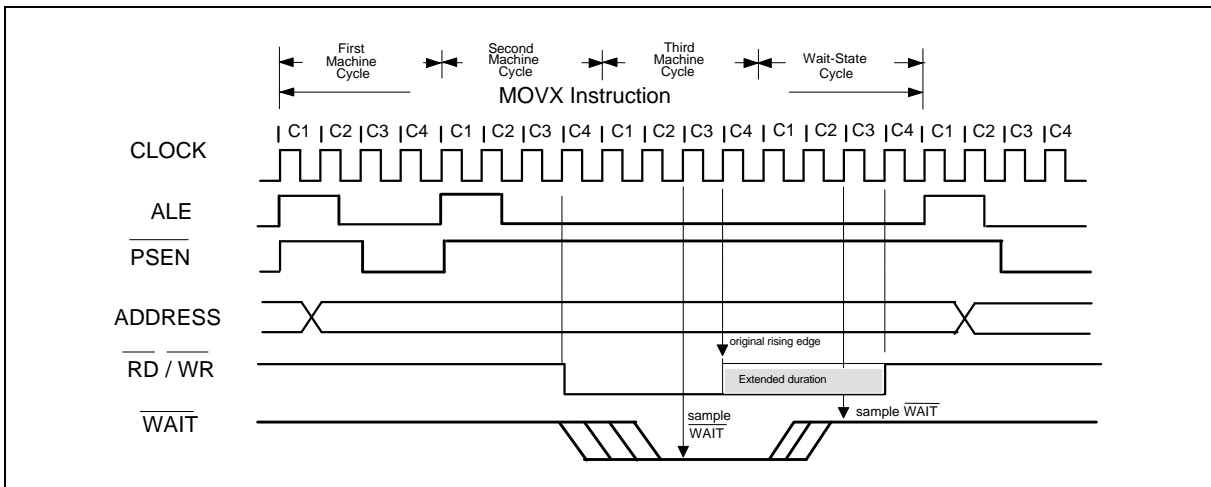 First
Machine
Cycle
Second
Machine
Cycle
Third
Machine
Cycle
Wait-State
Cycle
MOVX Instruction
C1 C2 C3 C4 C1 C2 C3 C4 C1 C2 C3 C4 C1 C2 C3 C4 C1 C2 C3 C4
CLOCK
ALE
PSEN
ADDRESS
original rising edge
RD / WR
Extended duration
sample
WAIT
sample WAIT
WAIT